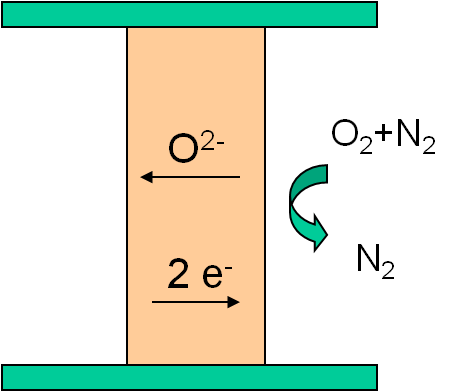 O₂+N₂
O²⁻
2 e⁻
N₂